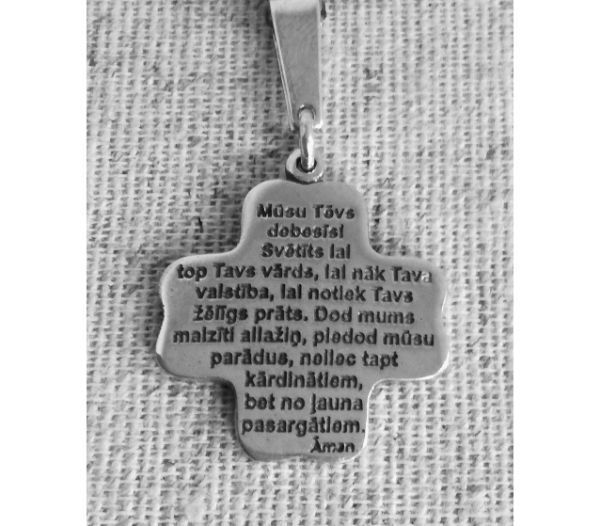 Mūsu Tēvs
debesīs!
Svētīts lai
top Tavs vārds, lai nāk Tava
valstība, lai notiek Tavs
žēlīgs prāts. Dod mums
maizīti allažiņ, piedod mūsu
parādus, neliec tapt
kārdinātiem,
bet no ļauna
pasargātiem.
Āmen